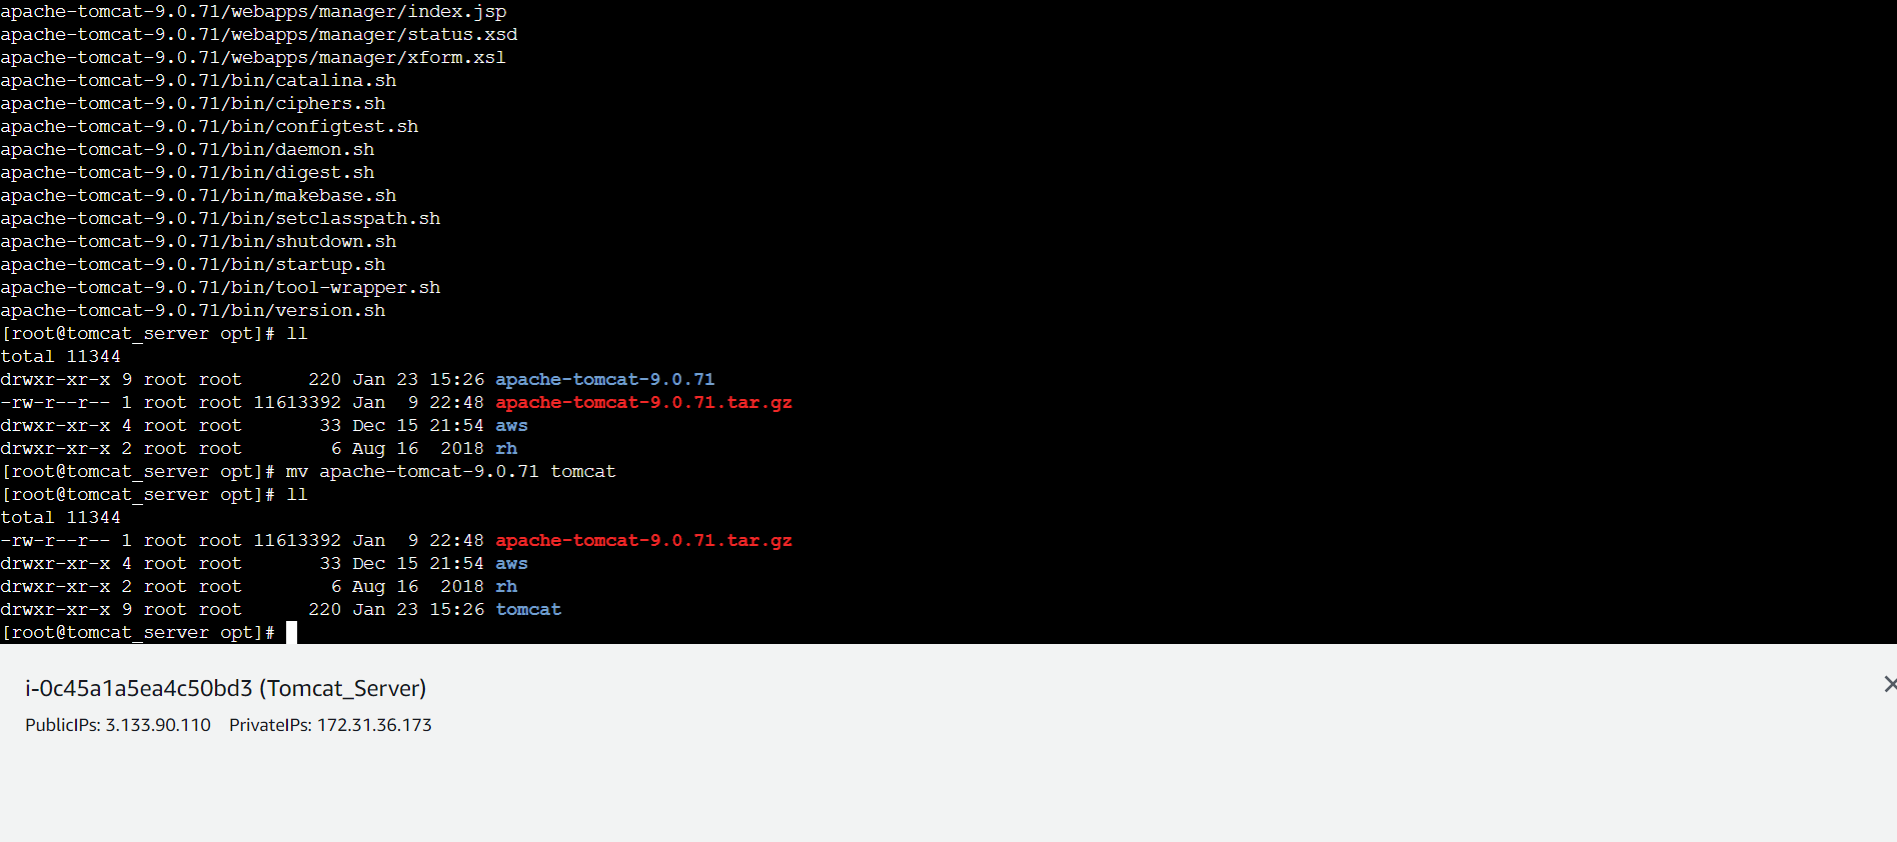 apache-tomcat-9.0.71/webapps/manager/index.jsp
apache-tomcat-9.0.71/webapps/manager/status.xsd
apache-tomcat-9.0.71/webapps/manager/xform.xsl
apache-tomcat-9.0.71/bin/catalina.sh
apache-tomcat-9.0.71/bin/ciphers.sh
apache-tomcat-9.0.71/bin/configtest.sh
apache-tomcat-9.0.71/bin/daemon.sh
apache-tomcat-9.0.71/bin/digest.sh
apache-tomcat-9.0.71/bin/makebase.sh
apache-tomcat-9.0.71/bin/setclasspath.sh
apache-tomcat-9.0.71/bin/shutdown.sh
apache-tomcat-9.0.71/bin/startup.sh
apache-tomcat-9.0.71/bin/tool-wrapper.sh
apache-tomcat-9.0.71/bin/version.sh
[root@tomcat_server opt]# ll
total 11344
drwxr-xr-x 9 root root      220 Jan 23 15:26 apache-tomcat-9.0.71
-rw-r--r-- 1 root root 11613392 Jan  9 22:48 apache-tomcat-9.0.71.tar.gz
drwxr-xr-x 4 root root       33 Dec 15 21:54 aws
drwxr-xr-x 2 root root        6 Aug 16  2018 rh
[root@tomcat_server opt]# mv apache-tomcat-9.0.71 tomcat
[root@tomcat_server opt]# ll
total 11344
-rw-r--r-- 1 root root 11613392 Jan  9 22:48 apache-tomcat-9.0.71.tar.gz
drwxr-xr-x 4 root root       33 Dec 15 21:54 aws
drwxr-xr-x 2 root root        6 Aug 16  2018 rh
drwxr-xr-x 9 root root      220 Jan 23 15:26 tomcat
[root@tomcat_server opt]#
i-0c45a1a5ea4c50bd3 (Tomcat_Server)
PublicIPs: 3.133.90.110    PrivateIPs: 172.31.36.173